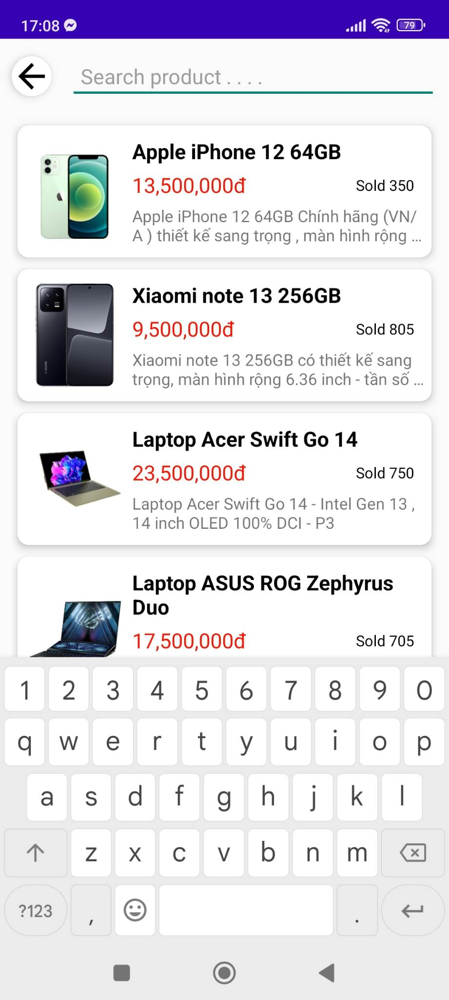 17:08
79
Search product . . . .
Apple iPhone 12 64GB
13,500,000đ
Sold 350
Apple iPhone 12 64GB Chính hãng (VN/
A ) thiết kế sang trọng , màn hình rộng ...
Xiaomi note 13 256GB
9,500,000đ
Sold 805
Xiaomi note 13 256GB có thiết kế sang
trọng, màn hình rộng 6.36 inch - tần số ...
Laptop Acer Swift Go 14
23,500,000đ
Sold 750
Laptop Acer Swift Go 14 - Intel Gen 13 ,
14 inch OLED 100% DCI - P3
Laptop ASUS ROG Zephyrus
Duo
17,500,000đ
Sold 705
1 2 3 4 5 6 7 8 9 0
q w e r t y u i o p
a s d f g h j k l
z x c v b n m
?123 , .